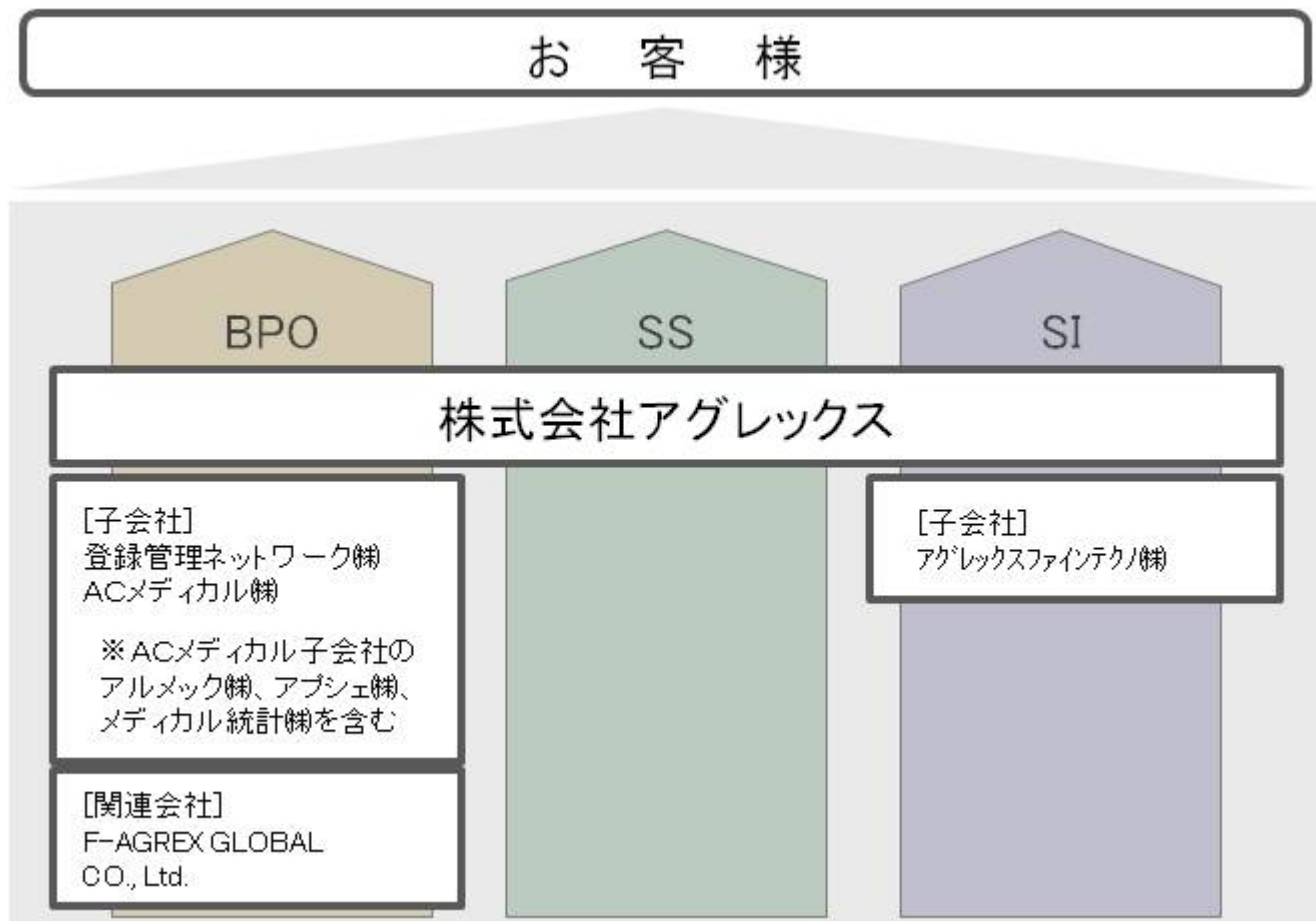 お 客 様
BPO
SS
SI
株式会社アグレックス
[子会社]
登録管理ネットワーク㈱
ACメディカル㈱
※ACメディカル子会社の
アルメック㈱、アプシェ㈱、
メディカル統計㈱を含む
[関連会社]
F-AGREX GLOBAL
CO., Ltd.
[子会社]
アグレックスファインテクノ㈱